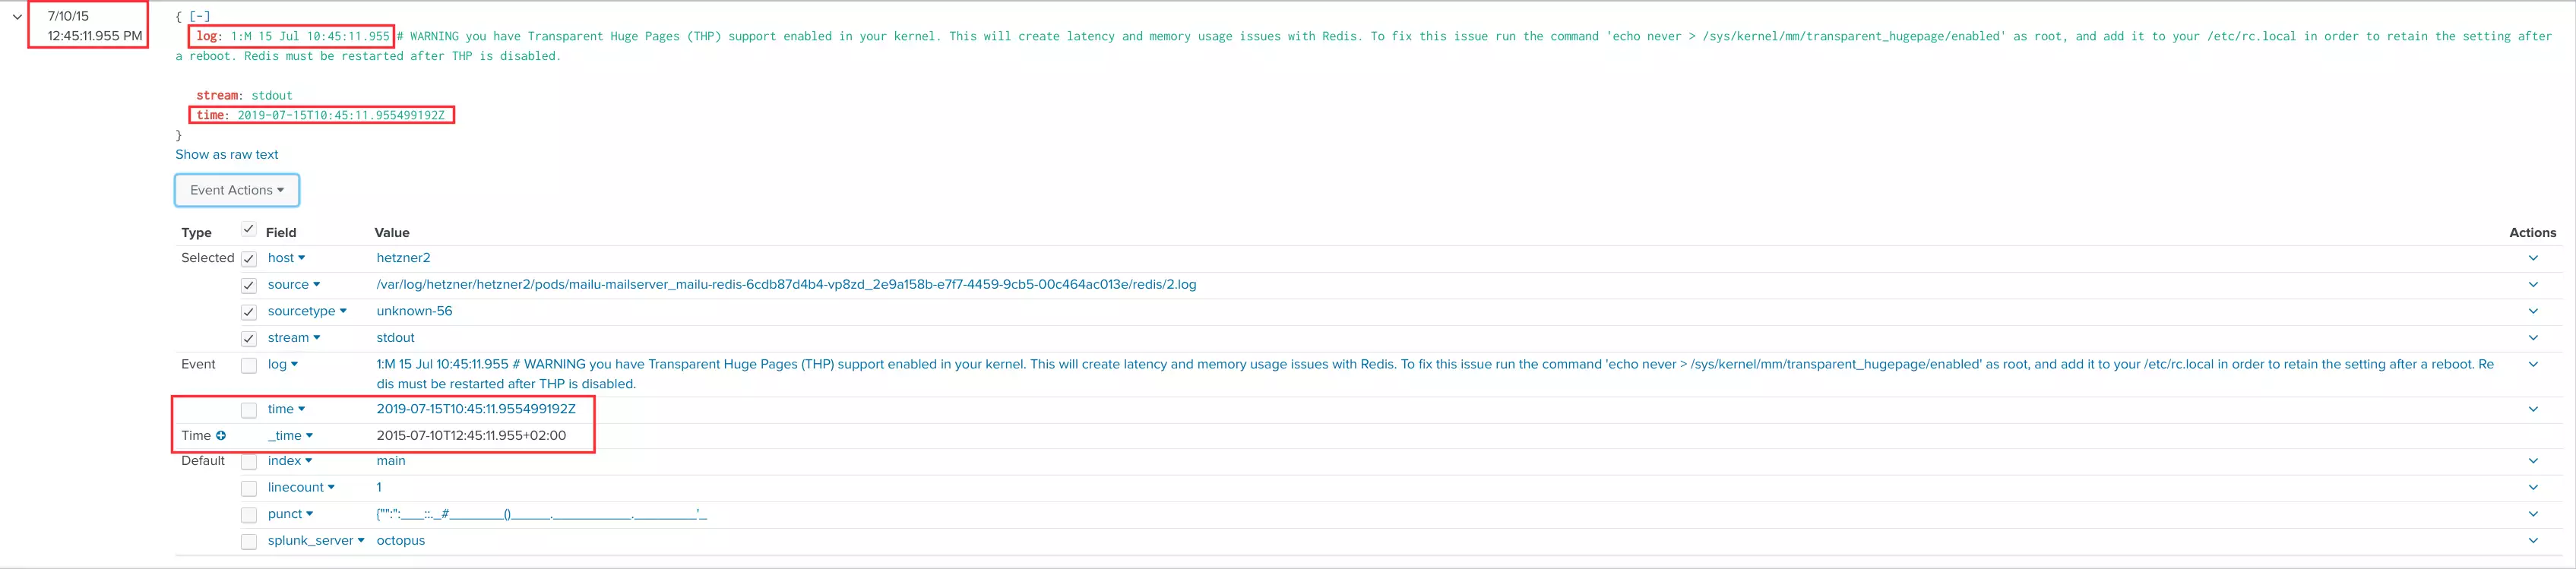 7/10/15
12:45:11.955 PM
{ [-]
log: 1:M 15 Jul 10:45:11.955 # WARNING you have Transparent Huge Pages (THP) support enabled in your kernel. This will create latency and memory usage issues with Redis. To fix this issue run the command 'echo never > /sys/kernel/mm/transparent_hugepage/enabled' as root, and add it to your /etc/rc.local in order to retain the setting after
a reboot. Redis must be restarted after THP is disabled.
stream: stdout
time: 2019-07-15T10:45:11.955499192Z
}
Show as raw text
Event Actions
Type Field Value Actions
Selected host hetzner2
source /var/log/hetzner/hetzner2/pods/mailu-mailserver_mailu-redis-6cdb87d4b4-vp8zd_2e9a158b-e7f7-4459-9cb5-00c464ac013e/redis/2.log
sourcetype unknown-56
stream stdout
Event log 1:M 15 Jul 10:45:11.955 # WARNING you have Transparent Huge Pages (THP) support enabled in your kernel. This will create latency and memory usage issues with Redis. To fix this issue run the command 'echo never > /sys/kernel/mm/transparent_hugepage/enabled' as root, and add it to your /etc/rc.local in order to retain the setting after a reboot. Re
dis must be restarted after THP is disabled.
time 2019-07-15T10:45:11.955499192Z
Time _time 2015-07-10T12:45:11.955+02:00
Default index main
linecount 1
punct {"":":____::._#_________()______.____________.__________'_
splunk_server octopus